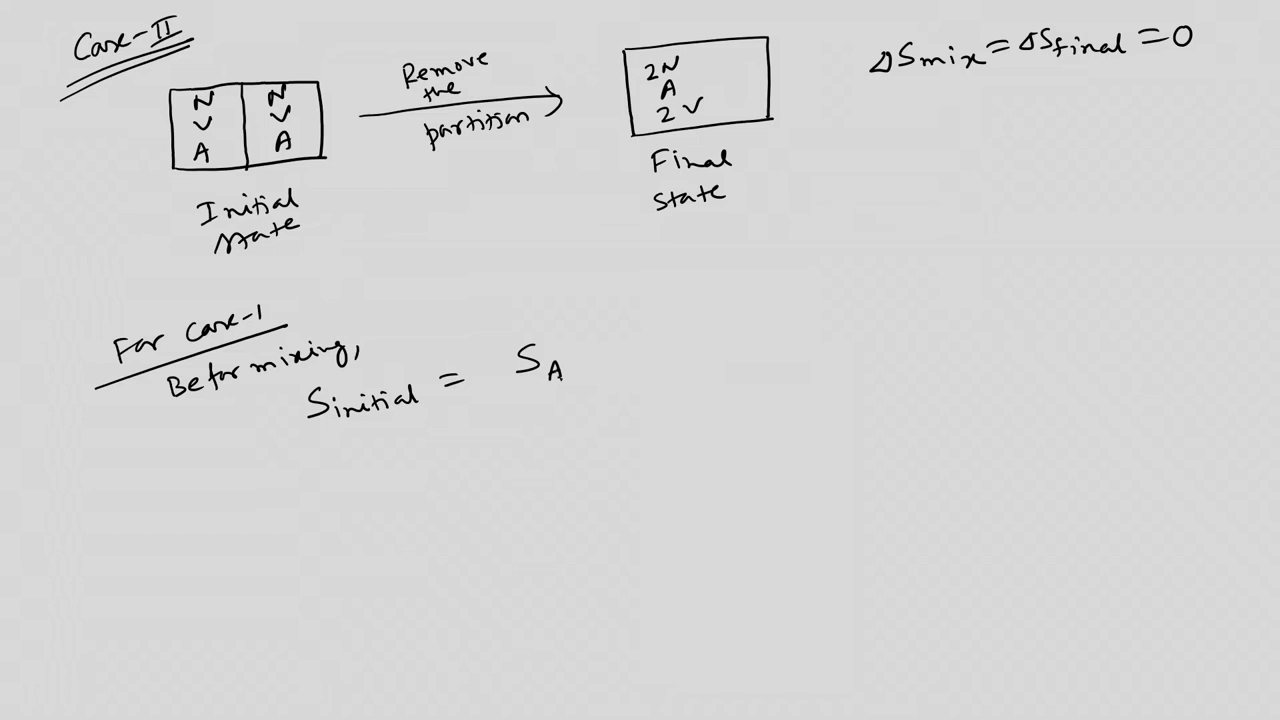 Case-II
N N
V V
A A
Initial
state
Remove
the
partition
2N
A
2V
Final
state
ΔSmix = ΔSfinal = 0
For case-1
Befor mixing,
Sinitial = SA